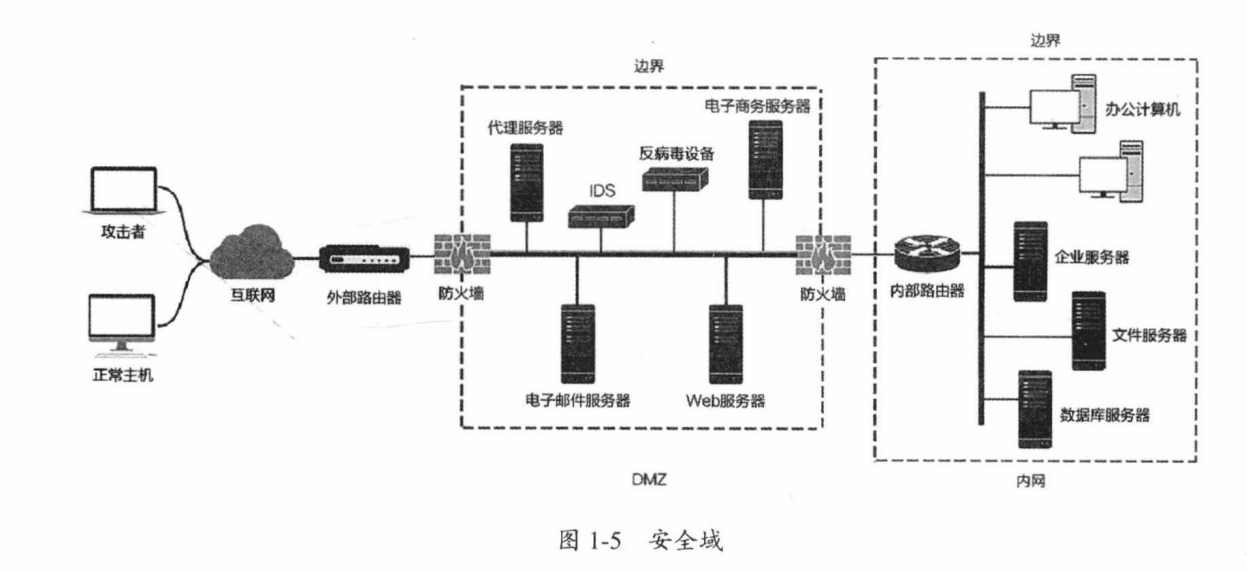 边界
边界
电子商务服务器
代理服务器
办公计算机
反病毒设备
IDS
攻击者
企业服务器
互联网
外部路由器
防火墙
防火墙
内部路由器
文件服务器
正常主机
电子邮件服务器
Web服务器
数据库服务器
DMZ
内网
图 1-5 安全域